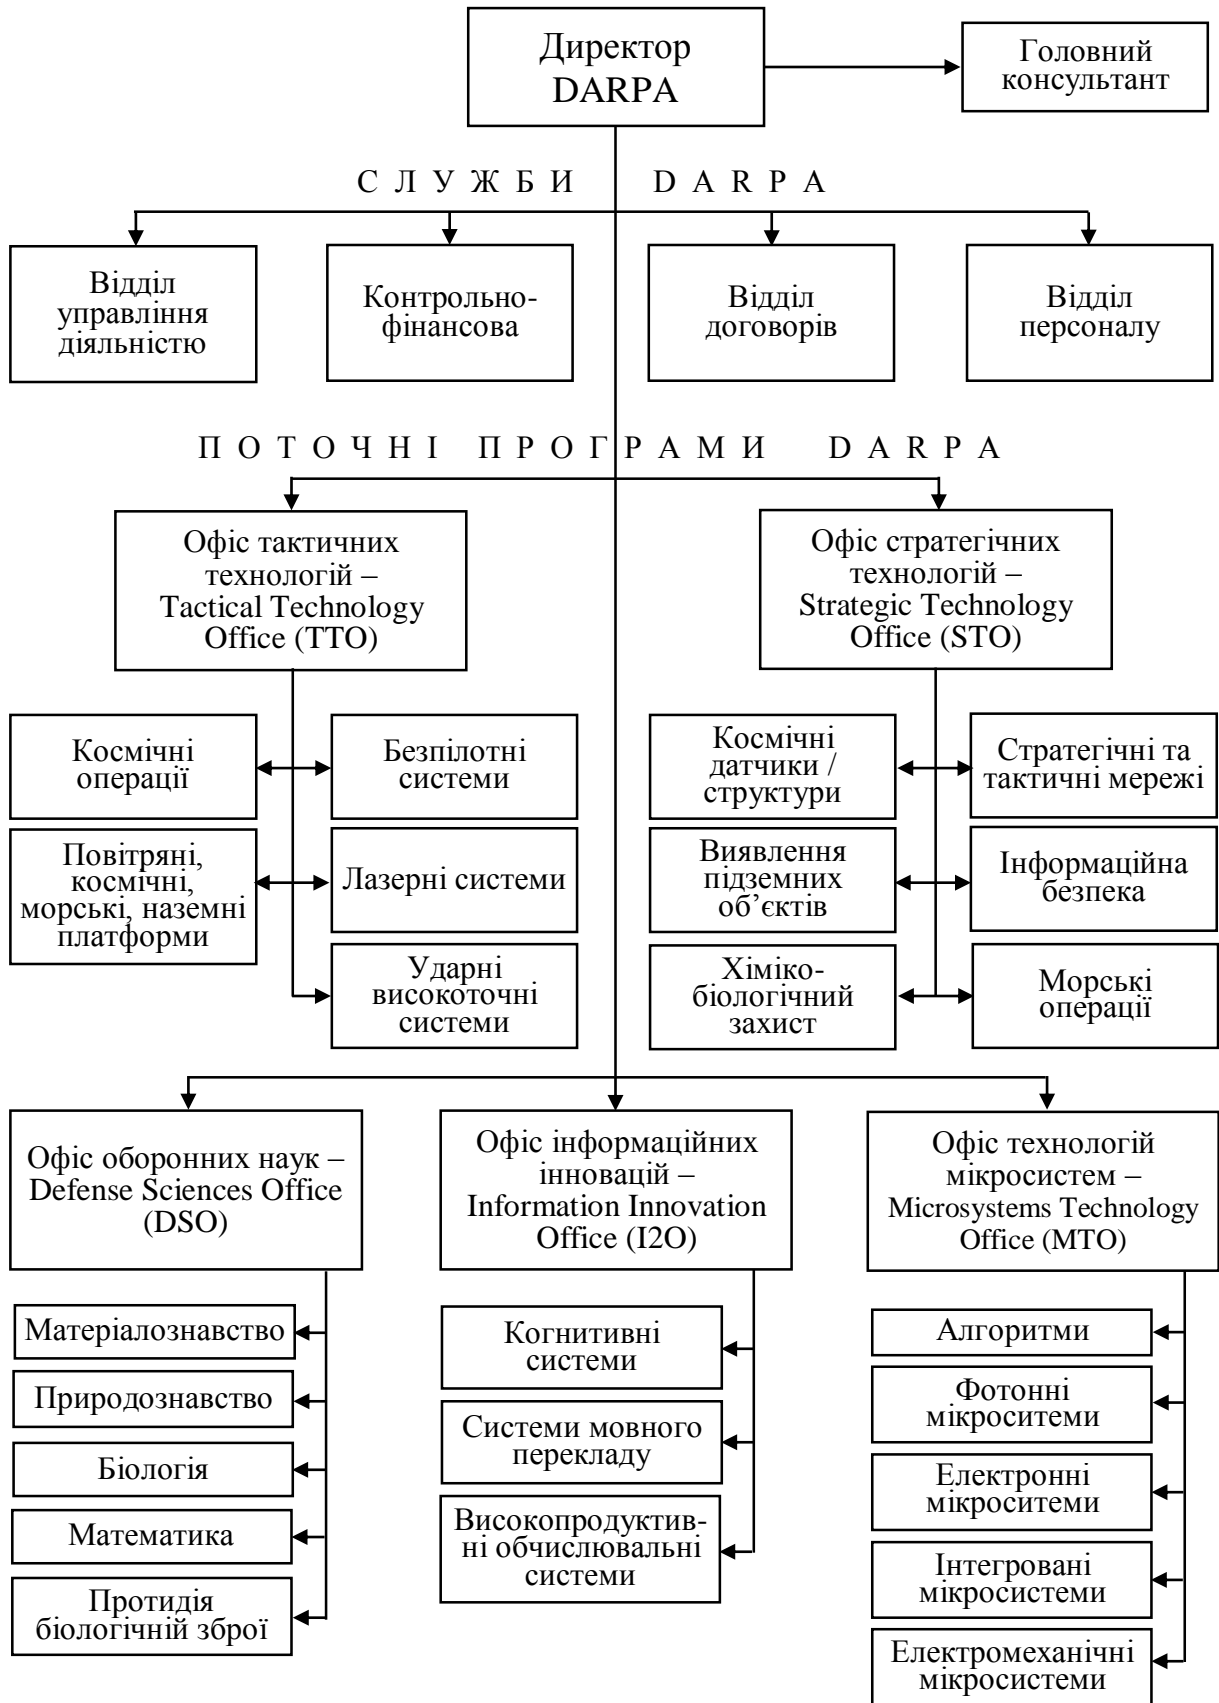 Директор
DARPA
Головний
консультант
СЛУЖБИ DARPA
Відділ
управління
діяльністю
Контрольно-
фінансова
Відділ
договорів
Відділ
персоналу
ПОТОЧНІ ПРОГРАМИ DARPA
Офіс тактичних
технологій –
Tactical Technology
Office (TTO)
Офіс стратегічних
технологій –
Strategic Technology
Office (STO)
Космічні
операції
Безпілотні
системи
Космічні
датчики /
структури
Стратегічні та
тактичні мережі
Повітряні,
космічні,
морські, наземні
платформи
Лазерні системи
Виявлення
підземних
об’єктів
Інформаційна
безпека
Ударні
високоточні
системи
Хіміко-
біологічний
захист
Морські
операції
Офіс оборонних наук –
Defense Sciences Office
(DSO)
Офіс інформаційних
інновацій –
Information Innovation
Office (I2O)
Офіс технологій
мікросистем –
Microsystems Technology
Office (MTO)
Матеріалознавство
Природознавство
Біологія
Математика
Протидія
біологічній зброї
Когнитивні
системи
Системи мовного
перекладу
Високопродуктив-
ні обчислювальні
системи
Алгоритми
Фотонні
мікроситеми
Електронні
мікроситеми
Інтегровані
мікросистеми
Електромеханічні
мікросистеми